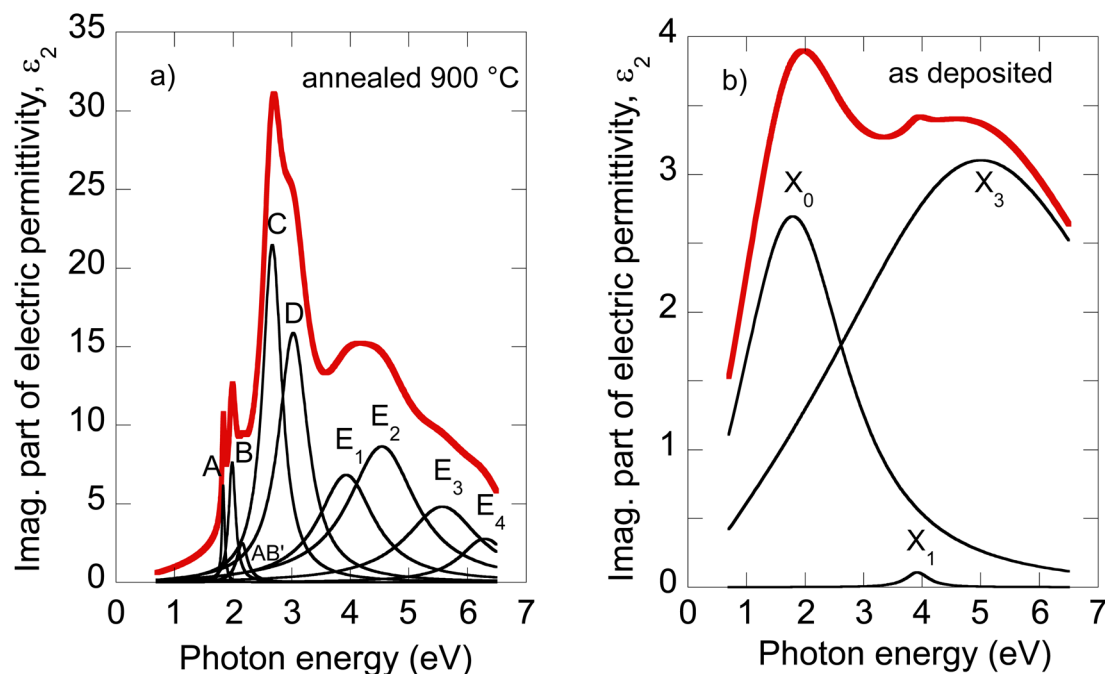 Imag. part of electric permittivity, ε₂
35
30
25
20
15
10
5
0
a)
annealed 900 °C
C
D
A
B
AB'
E₁
E₂
E₃
E₄
0 1 2 3 4 5 6 7
Photon energy (eV)
Imag. part of electric permittivity, ε₂
4
3
2
1
0
b)
as deposited
X₀
X₃
X₁
0 1 2 3 4 5 6 7
Photon energy (eV)